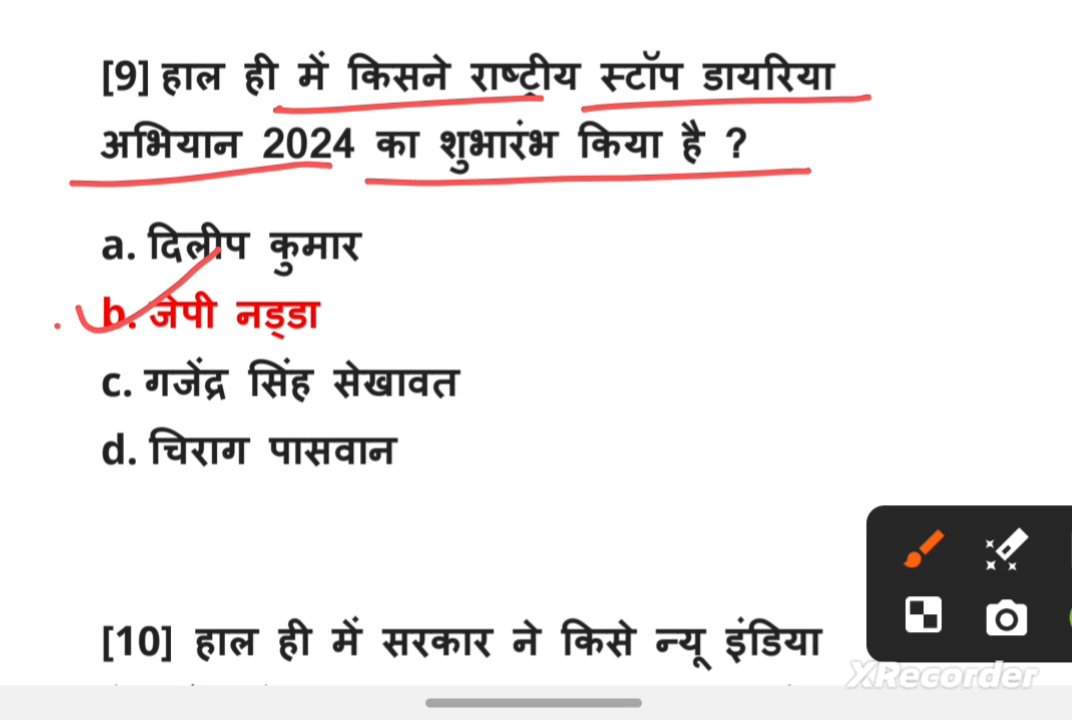 [9] हाल ही में किसने राष्ट्रीय स्टॉप डायरिया
अभियान 2024 का शुभारंभ किया है ?
a. दिलीप कुमार
b. जेपी नड्डा
c. गजेंद्र सिंह सेखावत
d. चिराग पासवान
[10] हाल ही में सरकार ने किसे न्यू इंडिया
XRecorder